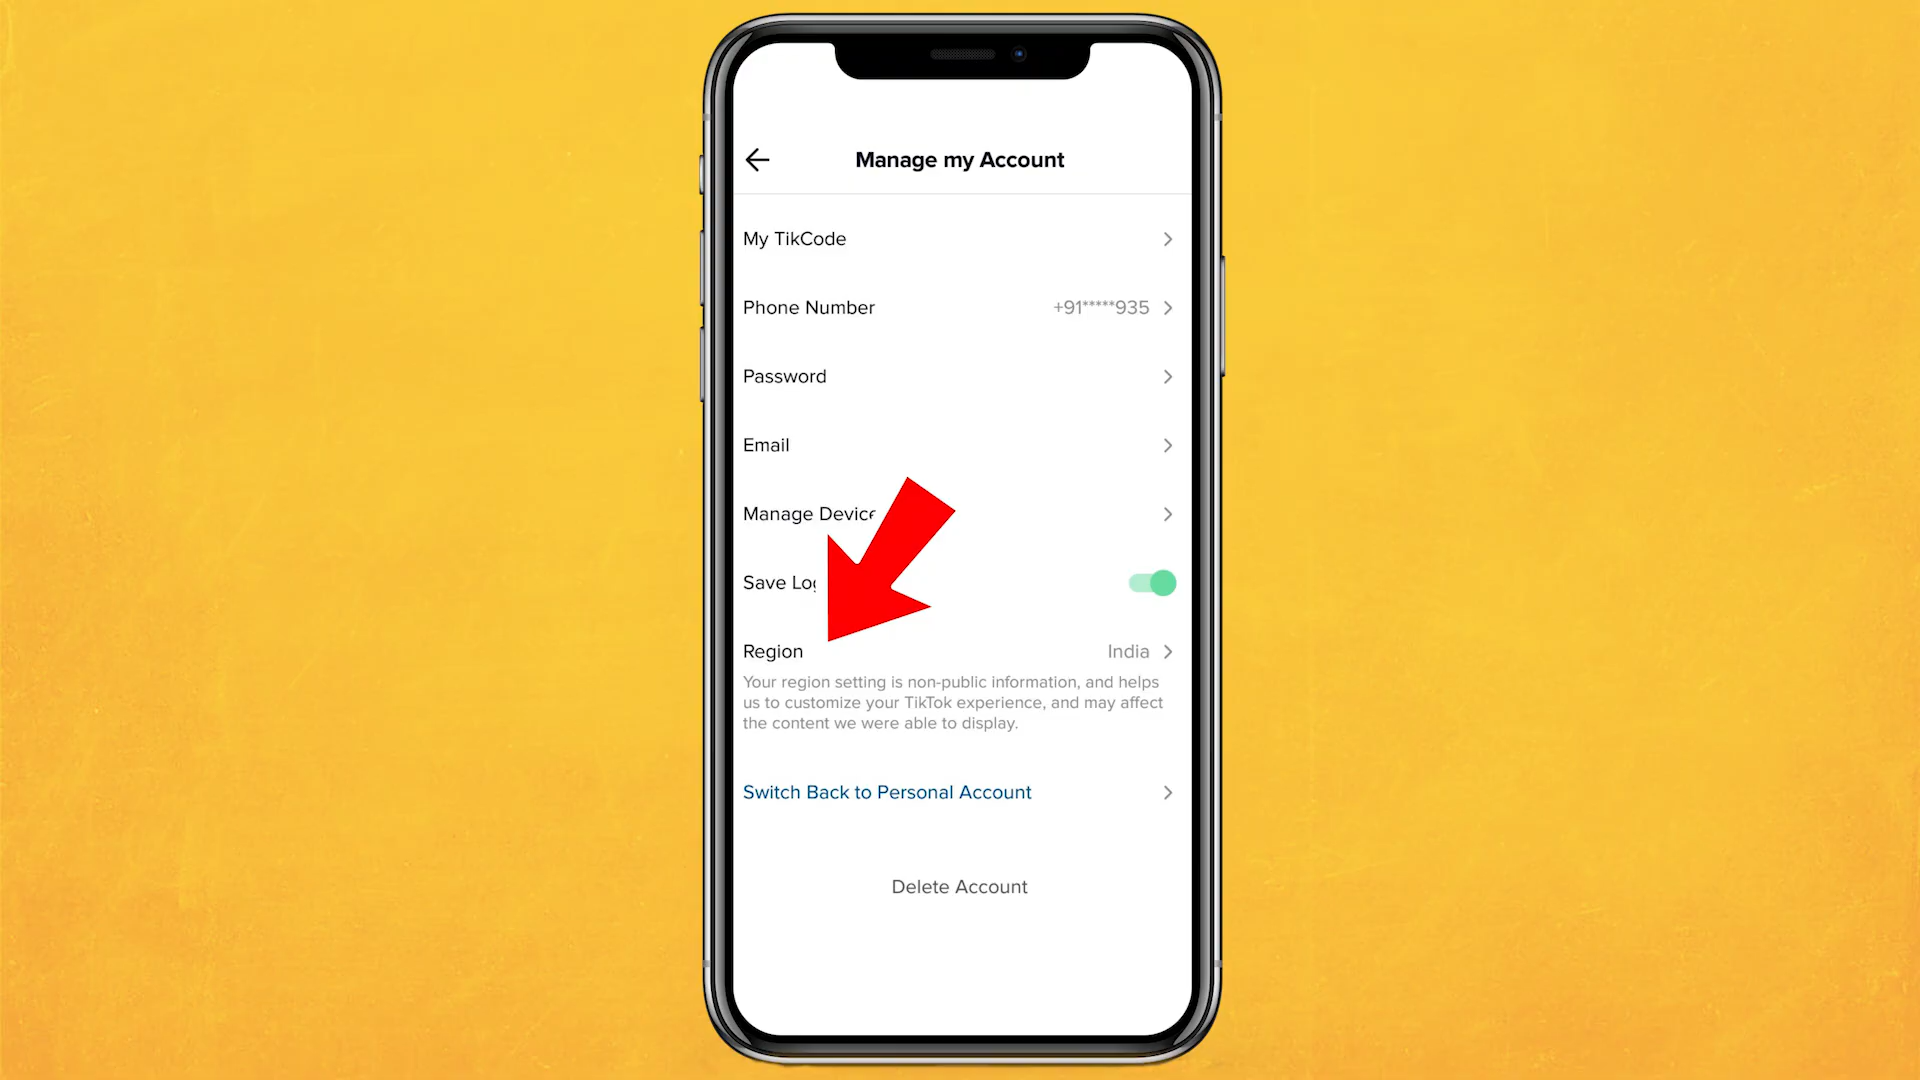 Manage my Account
My TikCode
Phone Number +91*****935
Password
Email
Manage Device
Save
Region India
Your region setting is non-public information, and helps
us to customize your TikTok experience, and may affect
the content we were able to display.
Switch Back to Personal Account
Delete Account